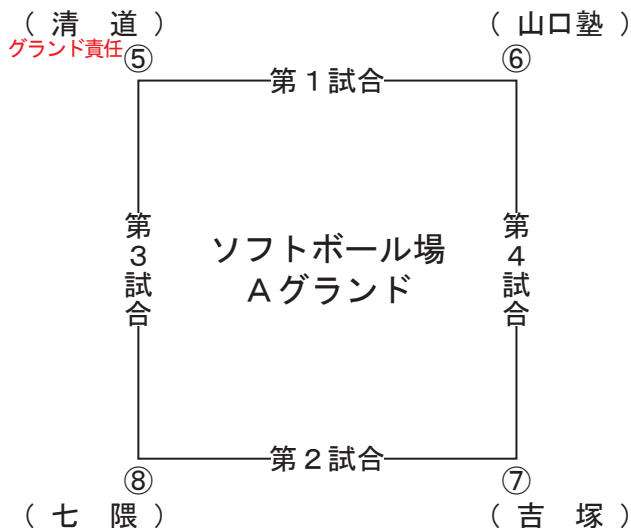 （ 清　道 ）
（ 山口塾 ）
グランド責任
⑤
⑥
第１試合
第３試合
ソフトボール場
Ａグランド
第４試合
第２試合
⑧
⑦
（ 七　隈 ）
（ 吉　塚 ）